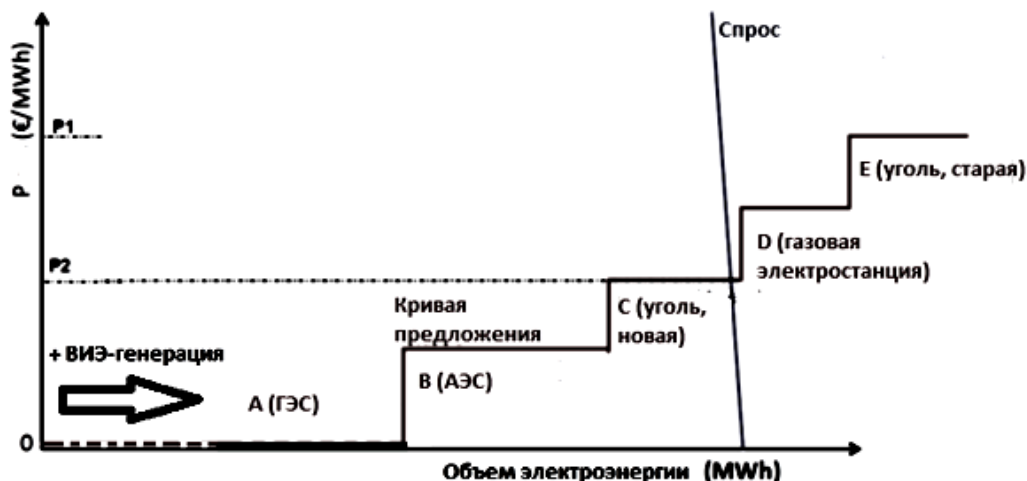 P (€/MWh)
Спрос
P1
E (уголь, старая)
D (газовая
электростанция)
P2
Кривая
предложения
C (уголь,
новая)
+ ВИЭ-генерация
B (АЭС)
A (ГЭС)
0
Объем электроэнергии (MWh)